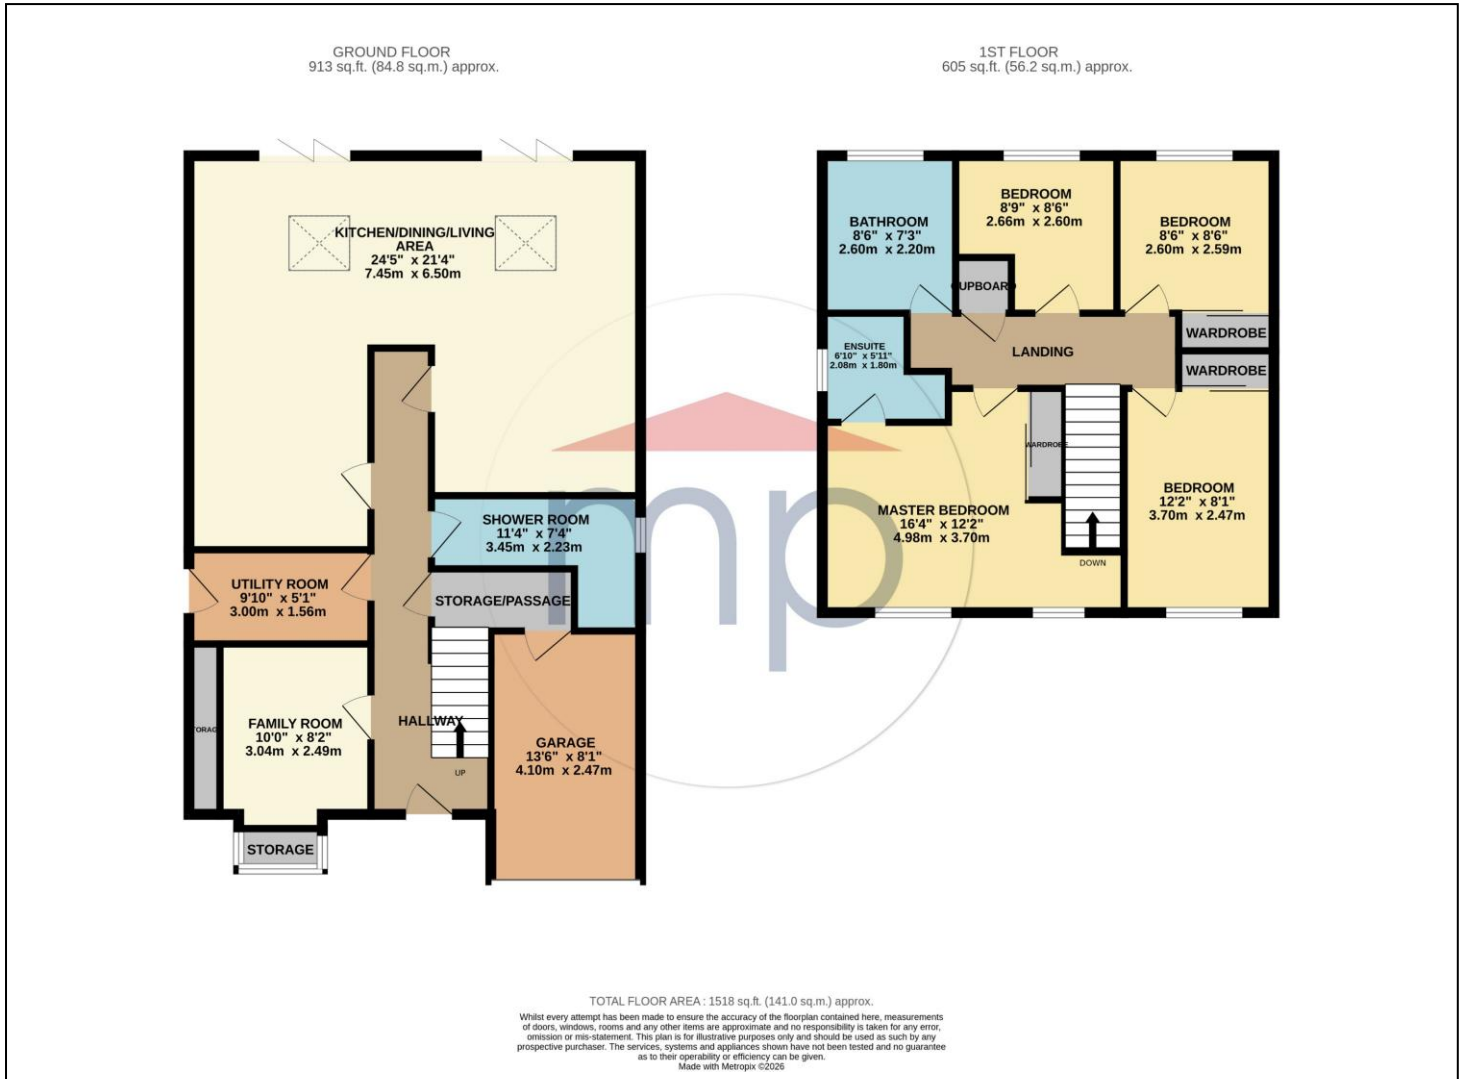 GROUND FLOOR
913 sq.ft. (84.8 sq.m.) approx.
1ST FLOOR
605 sq.ft. (56.2 sq.m.) approx.
KITCHEN/DINING/LIVING
AREA
24'5" x 21'4"
7.45m x 6.50m
SHOWER ROOM
11'4" x 7'4"
3.45m x 2.23m
UTILITY ROOM
9'10" x 5'1"
3.00m x 1.56m
STORAGE/PASSAGE
FAMILY ROOM
10'0" x 8'2"
3.04m x 2.49m
TORAG
HALLWAY
UP
GARAGE
13'6" x 8'1"
4.10m x 2.47m
STORAGE
BATHROOM
8'6" x 7'3"
2.60m x 2.20m
BEDROOM
8'9" x 8'6"
2.66m x 2.60m
BEDROOM
8'6" x 8'6"
2.60m x 2.59m
CUPBOARD
ENSUITE
6'10" x 5'11"
2.08m x 1.80m
LANDING
WARDROBE
WARDROBE
WARDROBE
MASTER BEDROOM
16'4" x 12'2"
4.98m x 3.70m
BEDROOM
12'2" x 8'1"
3.70m x 2.47m
DOWN
mp
TOTAL FLOOR AREA : 1518 sq.ft. (141.0 sq.m.) approx.
Whilst every attempt has been made to ensure the accuracy of the floorplan contained here, measurements
of doors, windows, rooms and any other items are approximate and no responsibility is taken for any error,
omission or mis-statement. This plan is for illustrative purposes only and should be used as such by any
prospective purchaser. The services, systems and appliances shown have not been tested and no guarantee
as to their operability or efficiency can be given.
Made with Metropix ©2026